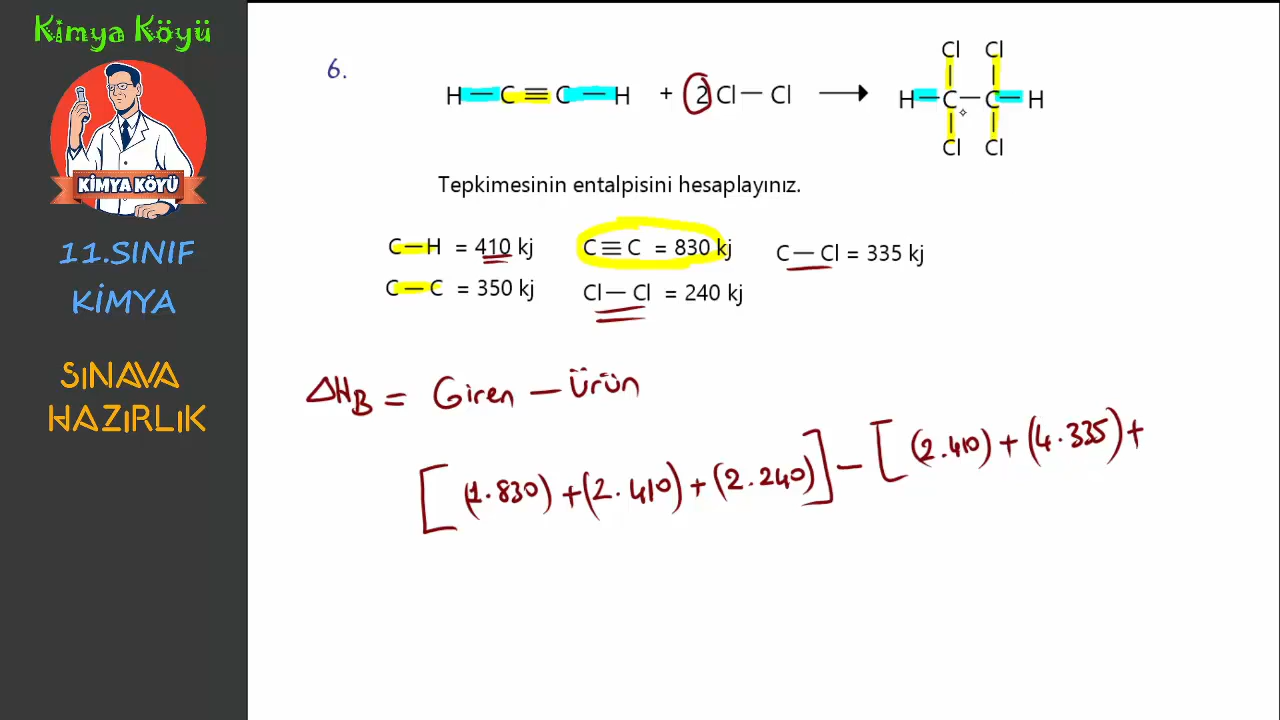 Kimya Köyü
KİMYA KÖYÜ
11.SINIF
KİMYA
SINAVA
HAZIRLIK
6.
Cl Cl
H — C ≡ C — H + 2 Cl — Cl ⟶ H — C — C — H
Cl Cl
Tepkimesinin entalpisini hesaplayınız.
C — H = 410 kj C ≡ C = 830 kj C — Cl = 335 kj
C — C = 350 kj Cl — Cl = 240 kj
ΔH_B = Giren — Ürün
[(1.830) + (2.410) + (2.240)] — [(2.410) + (4.335) +